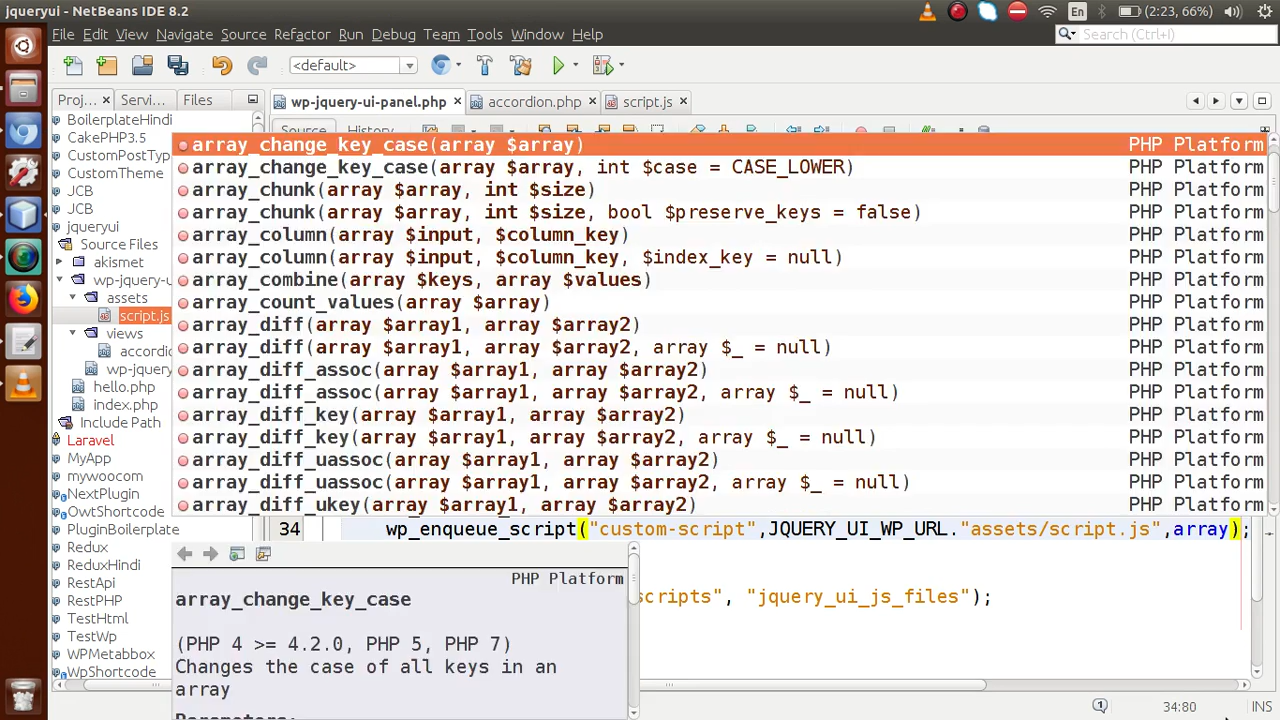 jqueryui - NetBeans IDE 8.2
En
(2:23, 66%)
File Edit View Navigate Source Refactor Run Debug Team Tools Window Help
Search (Ctrl+I)
<default>
Proj... Servi... Files
wp-jquery-ui-panel.php accordion.php script.js
Source History
BoilerplateHindi
CakePHP3.5
CustomPostTyp
CustomTheme
JCB
JCB
jqueryui
Source Files
akismet
wp-jquery-u
assets
script.js
views
accordic
wp-jquery
hello.php
index.php
Include Path
Laravel
MyApp
mywoocom
NextPlugin
OwtShortcode
PluginBoilerplate
Redux
ReduxHindi
RestApi
RestPHP
TestHtml
TestWp
WPMetabbox
WpShortcode
array_change_key_case(array $array) PHP Platform
array_change_key_case(array $array, int $case = CASE_LOWER) PHP Platform
array_chunk(array $array, int $size) PHP Platform
array_chunk(array $array, int $size, bool $preserve_keys = false) PHP Platform
array_column(array $input, $column_key) PHP Platform
array_column(array $input, $column_key, $index_key = null) PHP Platform
array_combine(array $keys, array $values) PHP Platform
array_count_values(array $array) PHP Platform
array_diff(array $array1, array $array2) PHP Platform
array_diff(array $array1, array $array2, array $_ = null) PHP Platform
array_diff_assoc(array $array1, array $array2) PHP Platform
array_diff_assoc(array $array1, array $array2, array $_ = null) PHP Platform
array_diff_key(array $array1, array $array2) PHP Platform
array_diff_key(array $array1, array $array2, array $_ = null) PHP Platform
array_diff_uassoc(array $array1, array $array2) PHP Platform
array_diff_uassoc(array $array1, array $array2, array $_ = null) PHP Platform
array_diff_ukey(array $array1, array $array2) PHP Platform
34 wp_enqueue_script("custom-script",JQUERY_UI_WP_URL."assets/script.js",array);
scripts", "jquery_ui_js_files");
PHP Platform
array_change_key_case
(PHP 4 >= 4.2.0, PHP 5, PHP 7)
Changes the case of all keys in an
array
Parameters:
1
34:80
INS